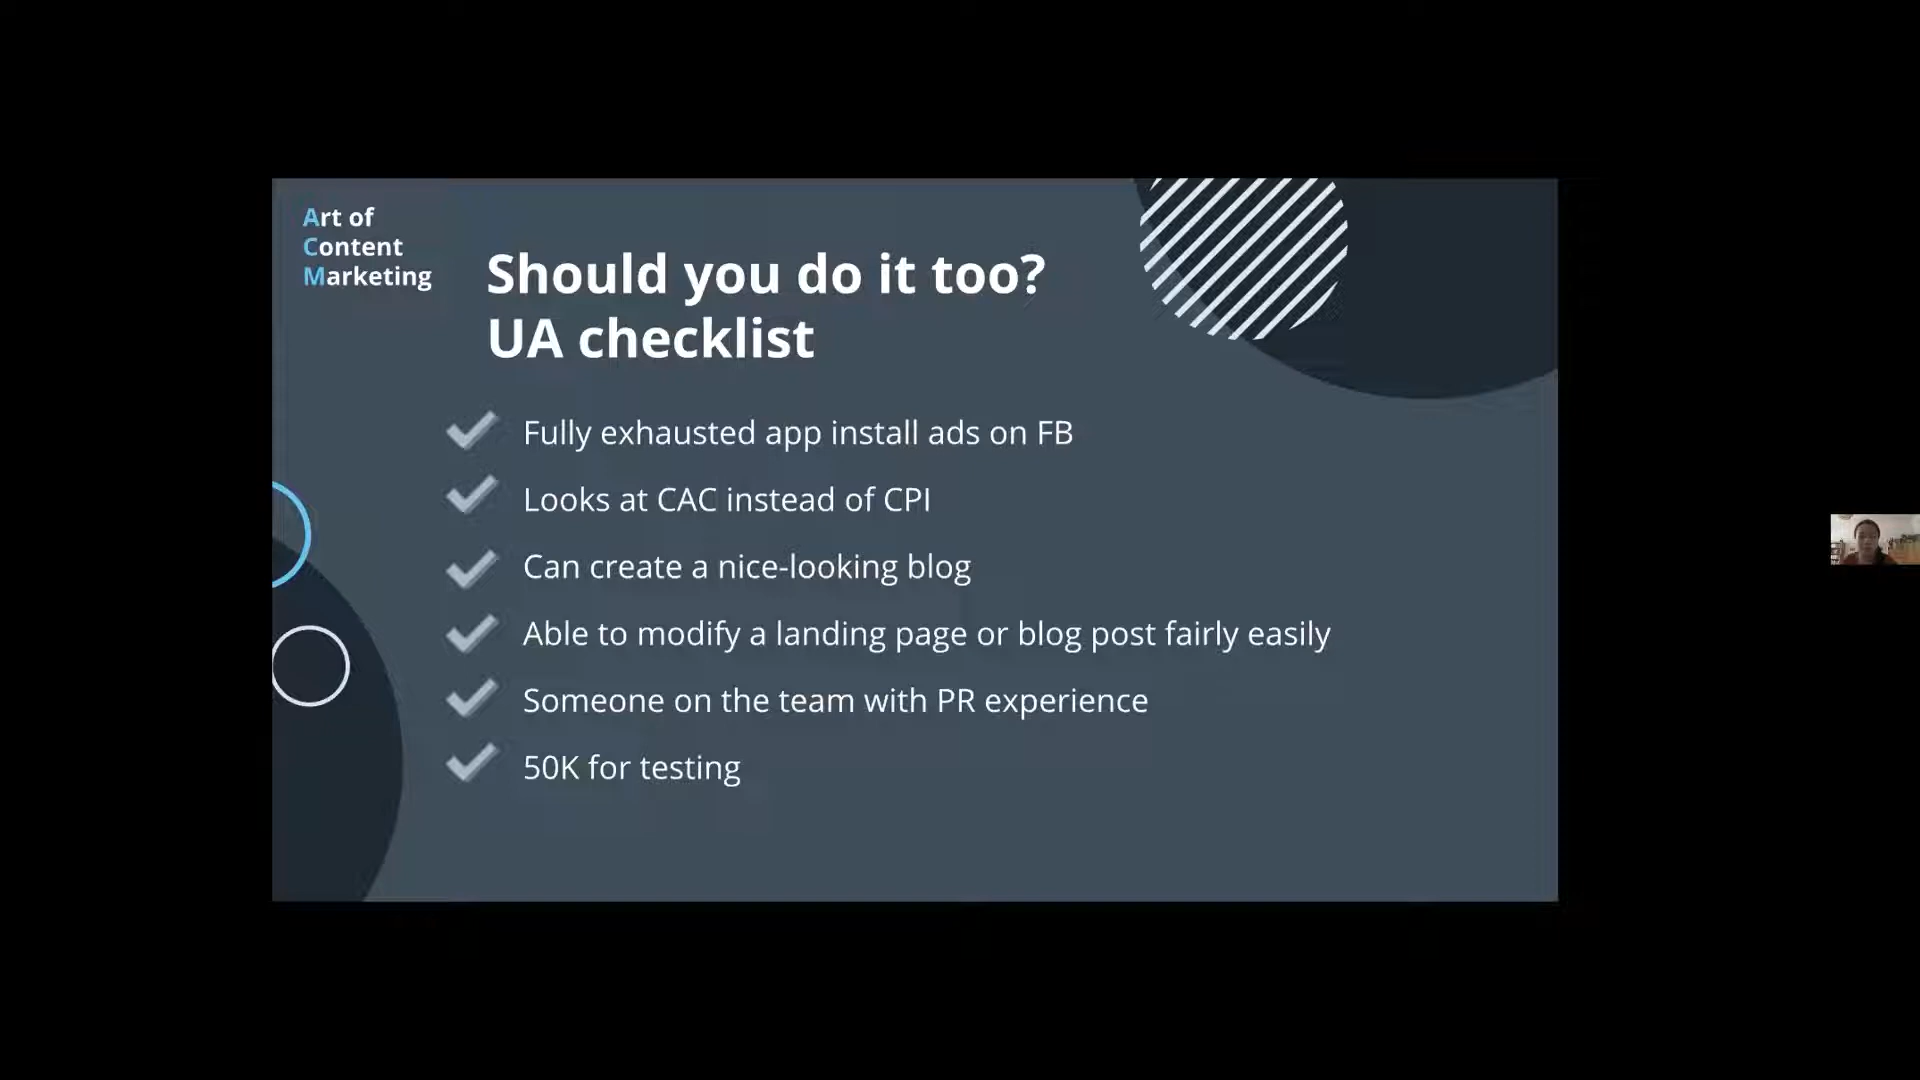 Art of
Content
Marketing
Should you do it too?
UA checklist
Fully exhausted app install ads on FB
Looks at CAC instead of CPI
Can create a nice-looking blog
Able to modify a landing page or blog post fairly easily
Someone on the team with PR experience
50K for testing